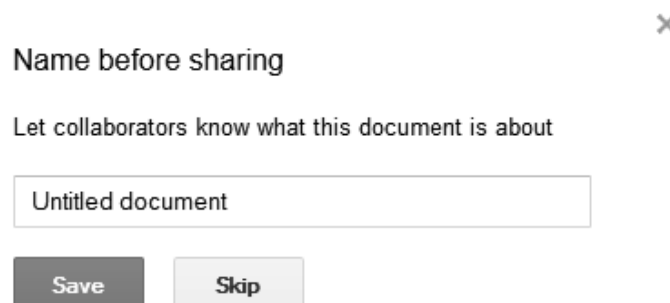 Name before sharing
Let collaborators know what this document is about
Untitled document
Save Skip